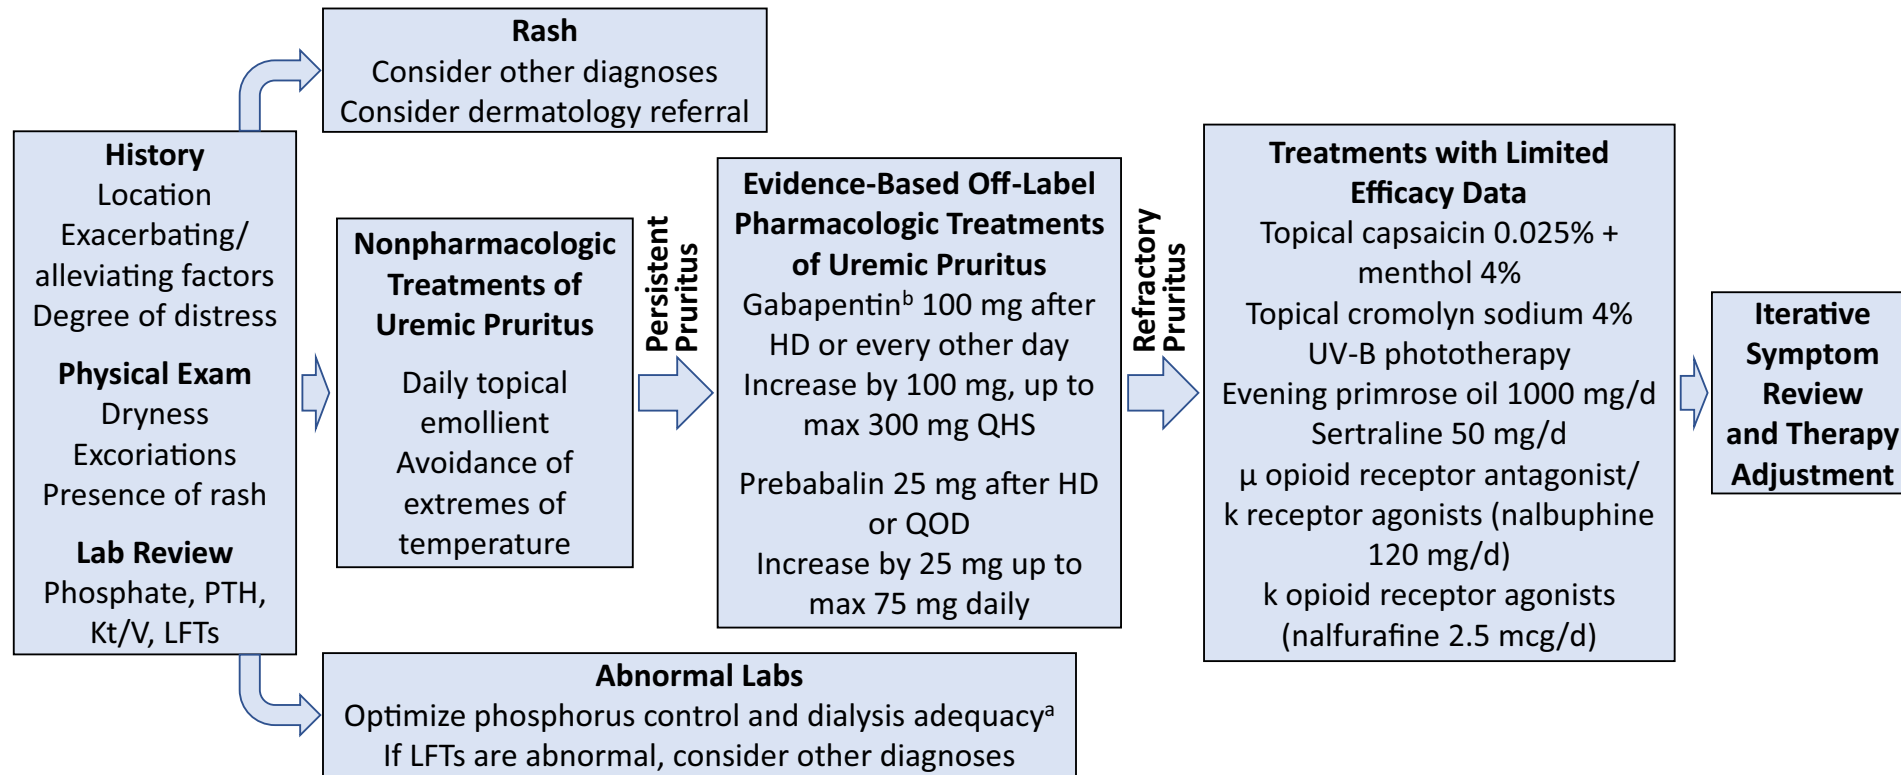 Rash
Consider other diagnoses
Consider dermatology referral
History
Location
Exacerbating/
alleviating factors
Degree of distress
Physical Exam
Dryness
Excoriations
Presence of rash
Lab Review
Phosphate, PTH,
Kt/V, LFTs
Nonpharmacologic
Treatments of
Uremic Pruritus
Daily topical
emollient
Avoidance of
extremes of
temperature
Persistent
Pruritus
Evidence-Based Off-Label
Pharmacologic Treatments
of Uremic Pruritus
Gabapentinᵇ 100 mg after
HD or every other day
Increase by 100 mg, up to
max 300 mg QHS
Prebabalin 25 mg after HD
or QOD
Increase by 25 mg up to
max 75 mg daily
Refractory
Pruritus
Treatments with Limited
Efficacy Data
Topical capsaicin 0.025% +
menthol 4%
Topical cromolyn sodium 4%
UV-B phototherapy
Evening primrose oil 1000 mg/d
Sertraline 50 mg/d
µ opioid receptor antagonist/
k receptor agonists (nalbuphine
120 mg/d)
k opioid receptor agonists
(nalfurafine 2.5 mcg/d)
Iterative
Symptom
Review
and Therapy
Adjustment
Abnormal Labs
Optimize phosphorus control and dialysis adequacyᵃ
If LFTs are abnormal, consider other diagnoses